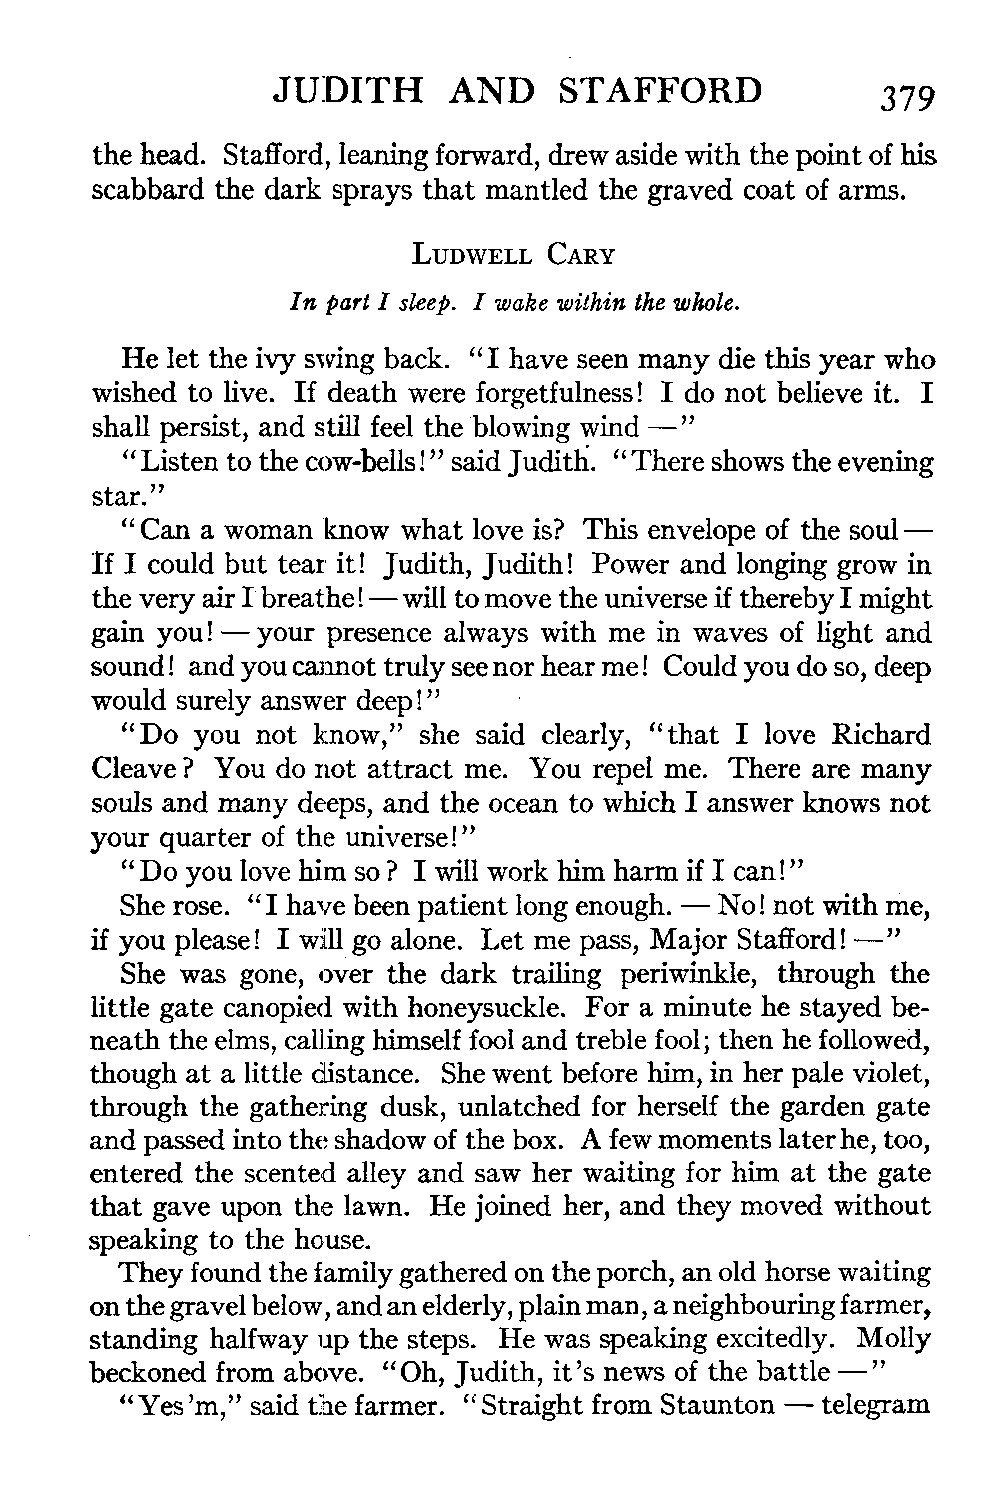 JUDITH AND STAFFORD 379
the head. Stafford, leaning forward, drew aside with the point of his
scabbard the dark sprays that mantled the graved coat of arms.
LUDWELL CARY
In part I sleep. I wake within the whole.
He let the ivy swing back. "I have seen many die this year who
wished to live. If death were forgetfulness! I do not believe it. I
shall persist, and still feel the blowing wind —"
"Listen to the cow-bells!" said Judith. "There shows the evening
star."
"Can a woman know what love is? This envelope of the soul —
If I could but tear it! Judith, Judith! Power and longing grow in
the very air I breathe! — will to move the universe if thereby I might
gain you! — your presence always with me in waves of light and
sound! and you cannot truly see nor hear me! Could you do so, deep
would surely answer deep!"
"Do you not know," she said clearly, "that I love Richard
Cleave? You do not attract me. You repel me. There are many
souls and many deeps, and the ocean to which I answer knows not
your quarter of the universe!"
"Do you love him so? I will work him harm if I can!"
She rose. "I have been patient long enough. — No! not with me,
if you please! I will go alone. Let me pass, Major Stafford! —"
She was gone, over the dark trailing periwinkle, through the
little gate canopied with honeysuckle. For a minute he stayed be-
neath the elms, calling himself fool and treble fool; then he followed,
though at a little distance. She went before him, in her pale violet,
through the gathering dusk, unlatched for herself the garden gate
and passed into the shadow of the box. A few moments later he, too,
entered the scented alley and saw her waiting for him at the gate
that gave upon the lawn. He joined her, and they moved without
speaking to the house.
They found the family gathered on the porch, an old horse waiting
on the gravel below, and an elderly, plain man, a neighbouring farmer,
standing halfway up the steps. He was speaking excitedly. Molly
beckoned from above. "Oh, Judith, it's news of the battle —"
"Yes'm," said the farmer. "Straight from Staunton — telegram